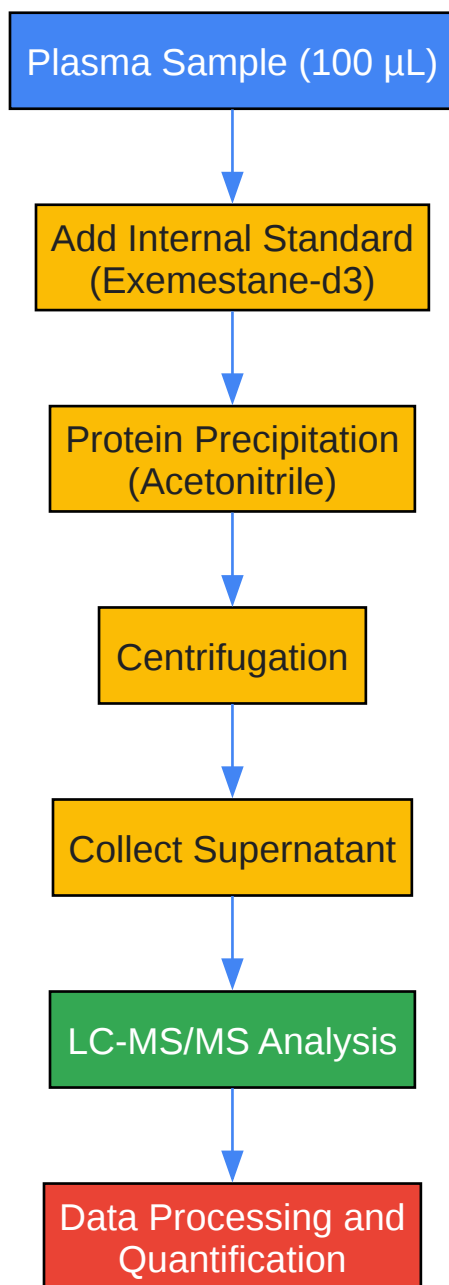 Plasma Sample (100 µL)
Add Internal Standard
(Exemestane-d3)
Protein Precipitation
(Acetonitrile)
Centrifugation
Collect Supernatant
LC-MS/MS Analysis
Data Processing and
Quantification